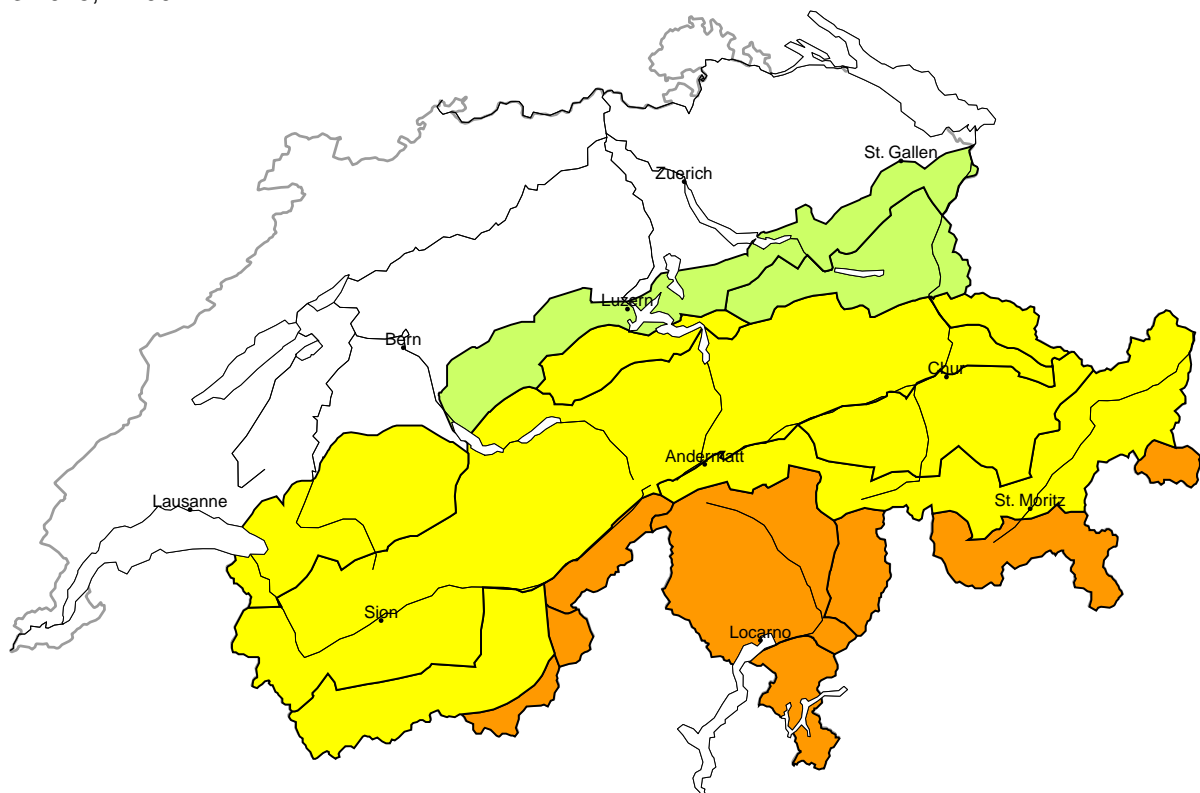 St. Gallen
Zuerich
Luzern
Bern
Chur
Andermatt
St. Moritz
Lausanne
Sion
Locarno